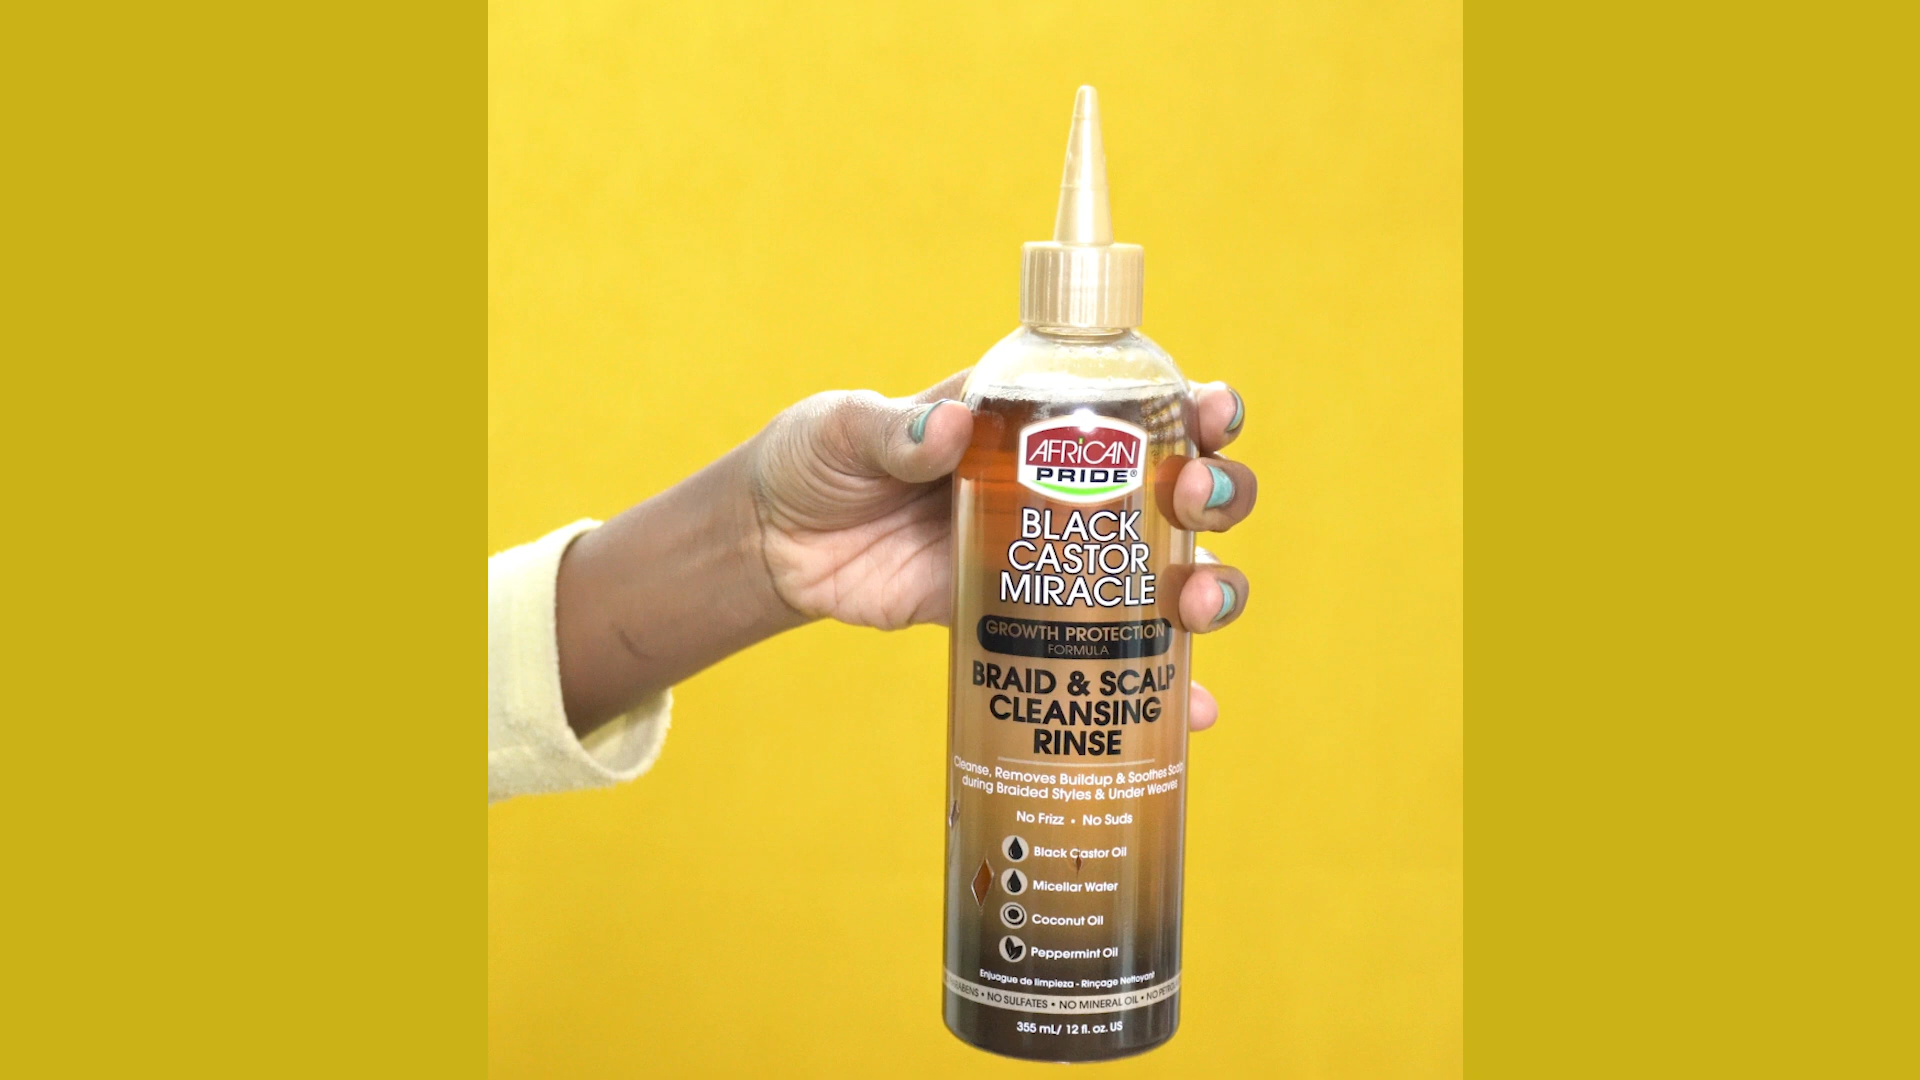 AFRICAN
PRIDE®
BLACK
CASTOR
MIRACLE
GROWTH PROTECTION
FORMULA
BRAID & SCALP
CLEANSING
RINSE
Cleanse, Removes Buildup & Soothes
during Braided Styles & Under Weaves
No Frizz • No Suds
Black Castor Oil
Micellar Water
Coconut Oil
Peppermint Oil
Enjuague de limpieza - Rinçage Nettoyant
• NO SULFATES • NO MINERAL OIL • NO
355 mL/ 12 fl. oz. US